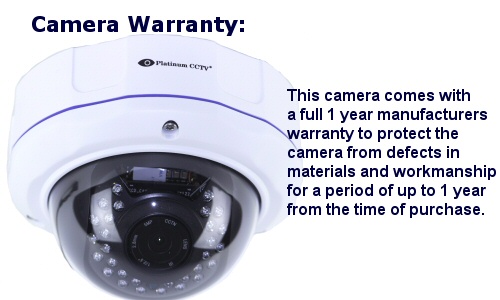 Camera Warranty:
Platinum CCTV®
This camera comes with
a full 1 year manufacturers
warranty to protect the
camera from defects in
materials and workmanship
for a period of up to 1 year
from the time of purchase.